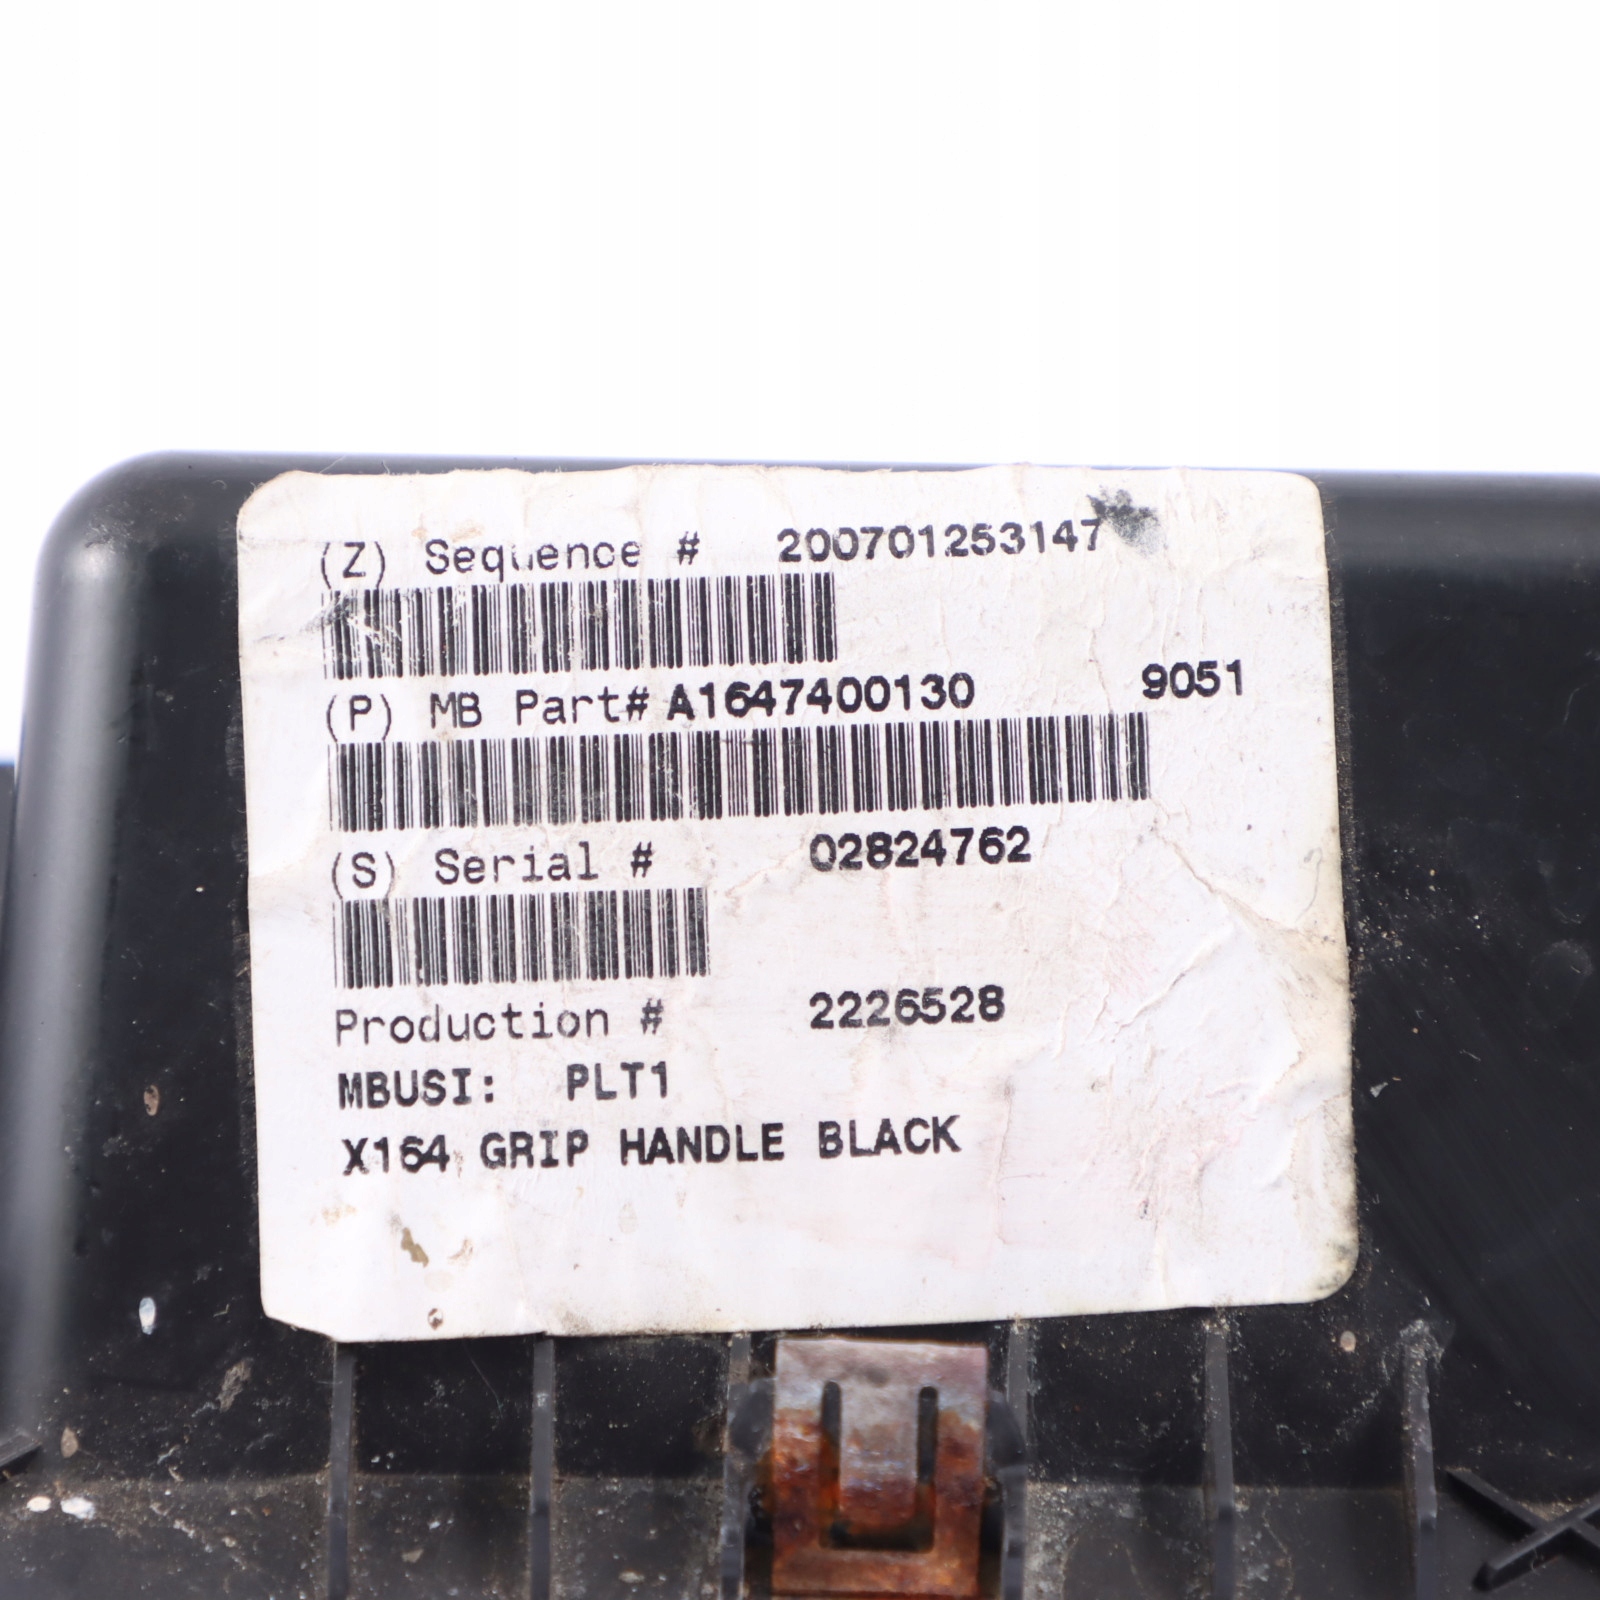 (Z) Sequence # 200701253147
(P) MB Part# A1647400130 9051
(S) Serial # 02824762
Production # 2226528
MBUSI: PLT1
X164 GRIP HANDLE BLACK